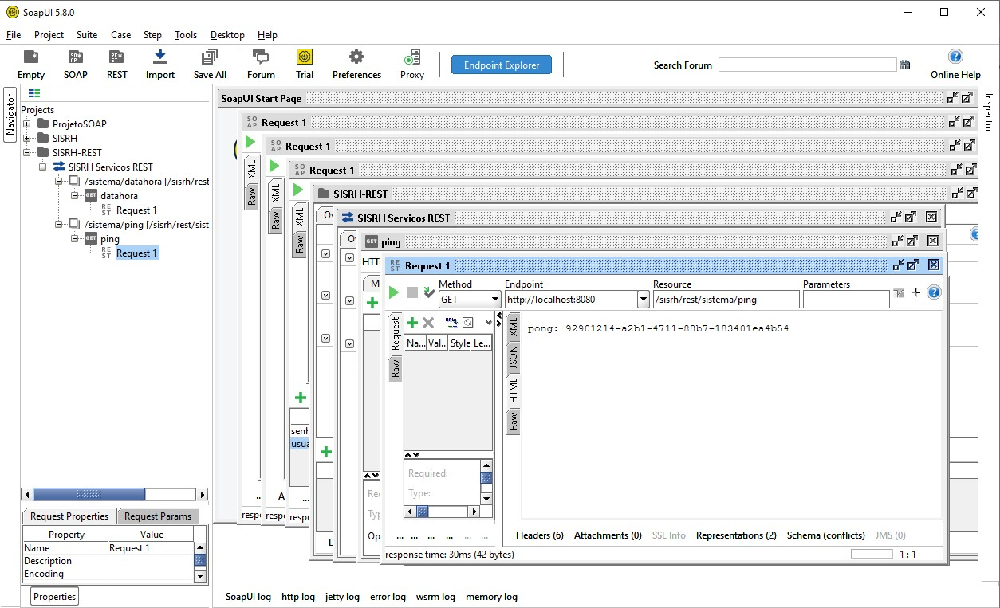 SoapUI 5.8.0
File Project Suite Case Step Tools Desktop Help
Empty SOAP REST Import Save All Forum Trial Preferences Proxy Endpoint Explorer Search Forum Online Help
Navigator
Projects
ProjetoSOAP
SISRH
SISRH-REST
SISRH Servicos REST
/sistema/datahora [/sisrh/rest
GET datahora
REST Request 1
/sistema/ping [/sisrh/rest/sist
GET ping
REST Request 1
Request Properties Request Params
Property Value
Name Request 1
Description
Encoding
Properties
SoapUI Start Page
SOAP Request 1
SOAP Request 1
SOAP Request 1
SISRH-REST
SISRH Servicos REST
GET ping
REST Request 1
XML
Raw
XML
Raw
XML
Raw
senh
usua
Method Endpoint Resource Parameters
GET http://localhost:8080 /sisrh/rest/sistema/ping
Request
Raw
Na... Val... Style Le...
Required:
Type:
XML
JSON
HTML
Raw
pong: 92901214-a2b1-4711-88b7-183401ea4b54
Headers (6) Attachments (0) SSL Info Representations (2) Schema (conflicts) JMS (0)
response time: 30ms (42 bytes) 1 : 1
Inspector
SoapUI log http log jetty log error log wsrm log memory log